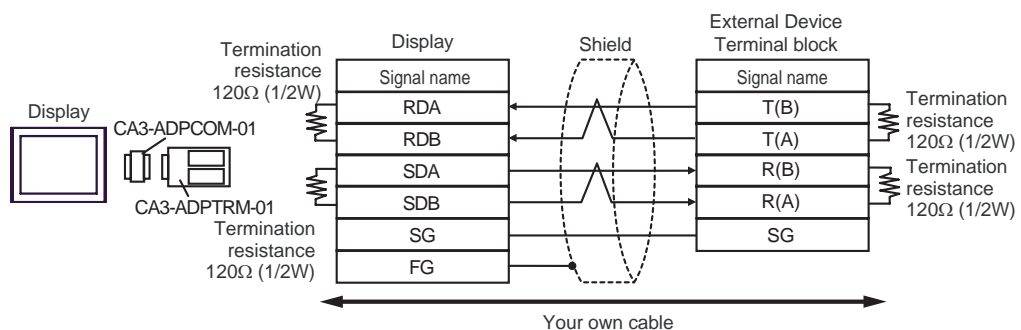 External Device
Terminal block
Display
Shield
Termination
resistance
120Ω (1/2W)
Signal name
Signal name
Display
CA3-ADPCOM-01
CA3-ADPTRM-01
RDA
T(B)
RDB
T(A)
SDA
R(B)
SDB
R(A)
SG
SG
FG
Termination
resistance
120Ω (1/2W)
Termination
resistance
120Ω (1/2W)
Termination
resistance
120Ω (1/2W)
Your own cable